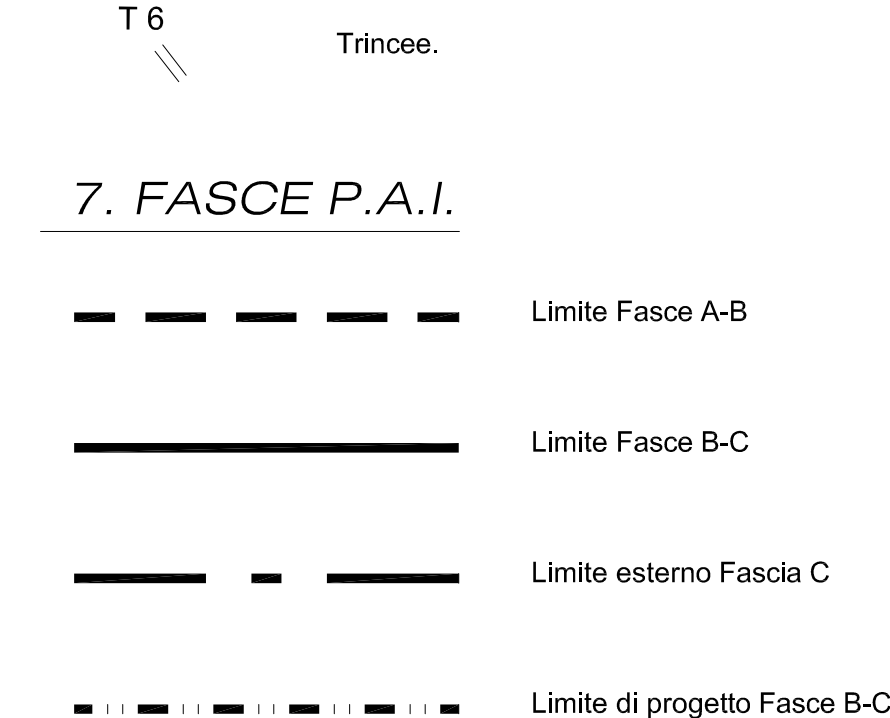 T 6
Trincee.
7. FASCE P.A.I.
Limite Fasce A-B
Limite Fasce B-C
Limite esterno Fascia C
Limite di progetto Fasce B-C